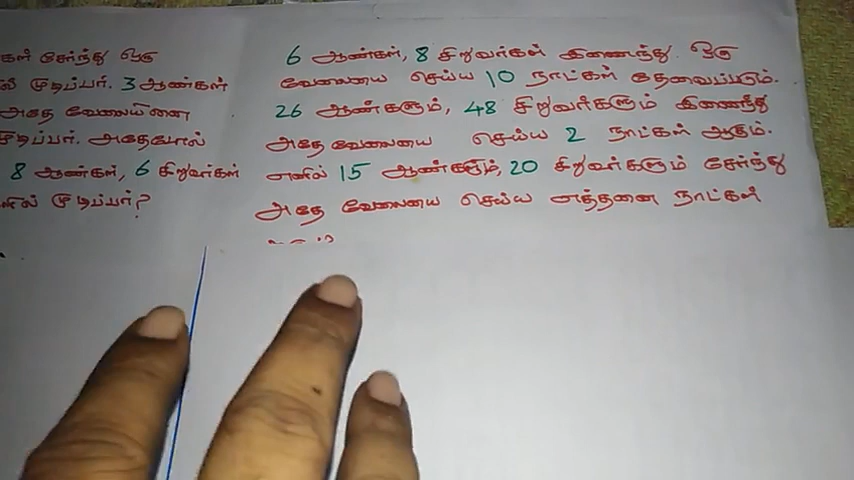 கள் சேர்ந்து ஒரு
ல் முடிப்பர். 3 ஆண்கள்
அதே வேலையினை
முடிப்பர். அதேபோல்
8 ஆண்கள், 6 சிறுவர்கள்
ளில் முடிப்பர்?
6 ஆண்கள், 8 சிறுவர்கள் இணைந்து ஒரு
வேலையை செய்ய 10 நாட்கள் தேவைப்படும்.
26 ஆண்களும், 48 சிறுவர்களும் இணைந்து
அதே வேலையை செய்ய 2 நாட்கள் ஆகும்.
எனில் 15 ஆண்களும், 20 சிறுவர்களும் சேர்ந்து
அதே வேலையை செய்ய எத்தனை நாட்கள்